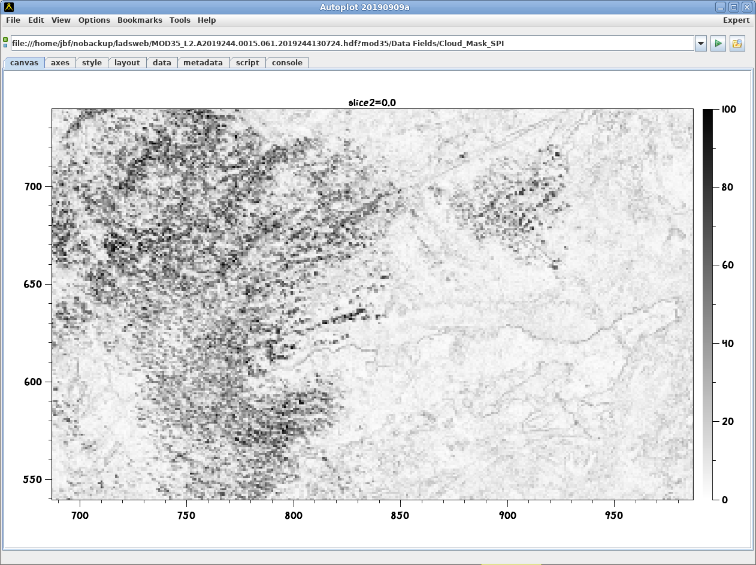 Autoplot 20190909a
File Edit View Options Bookmarks Tools Help Expert
file:///home/jbf/nobackup/ladsweb/MOD35_L2.A2019244.0015.061.2019244130724.hdf?mod35/Data Fields/Cloud_Mask_SPI
canvas axes style layout data metadata script console
slice2=0.0
100
700
80
650
60
40
600
20
550
0
700 750 800 850 900 950